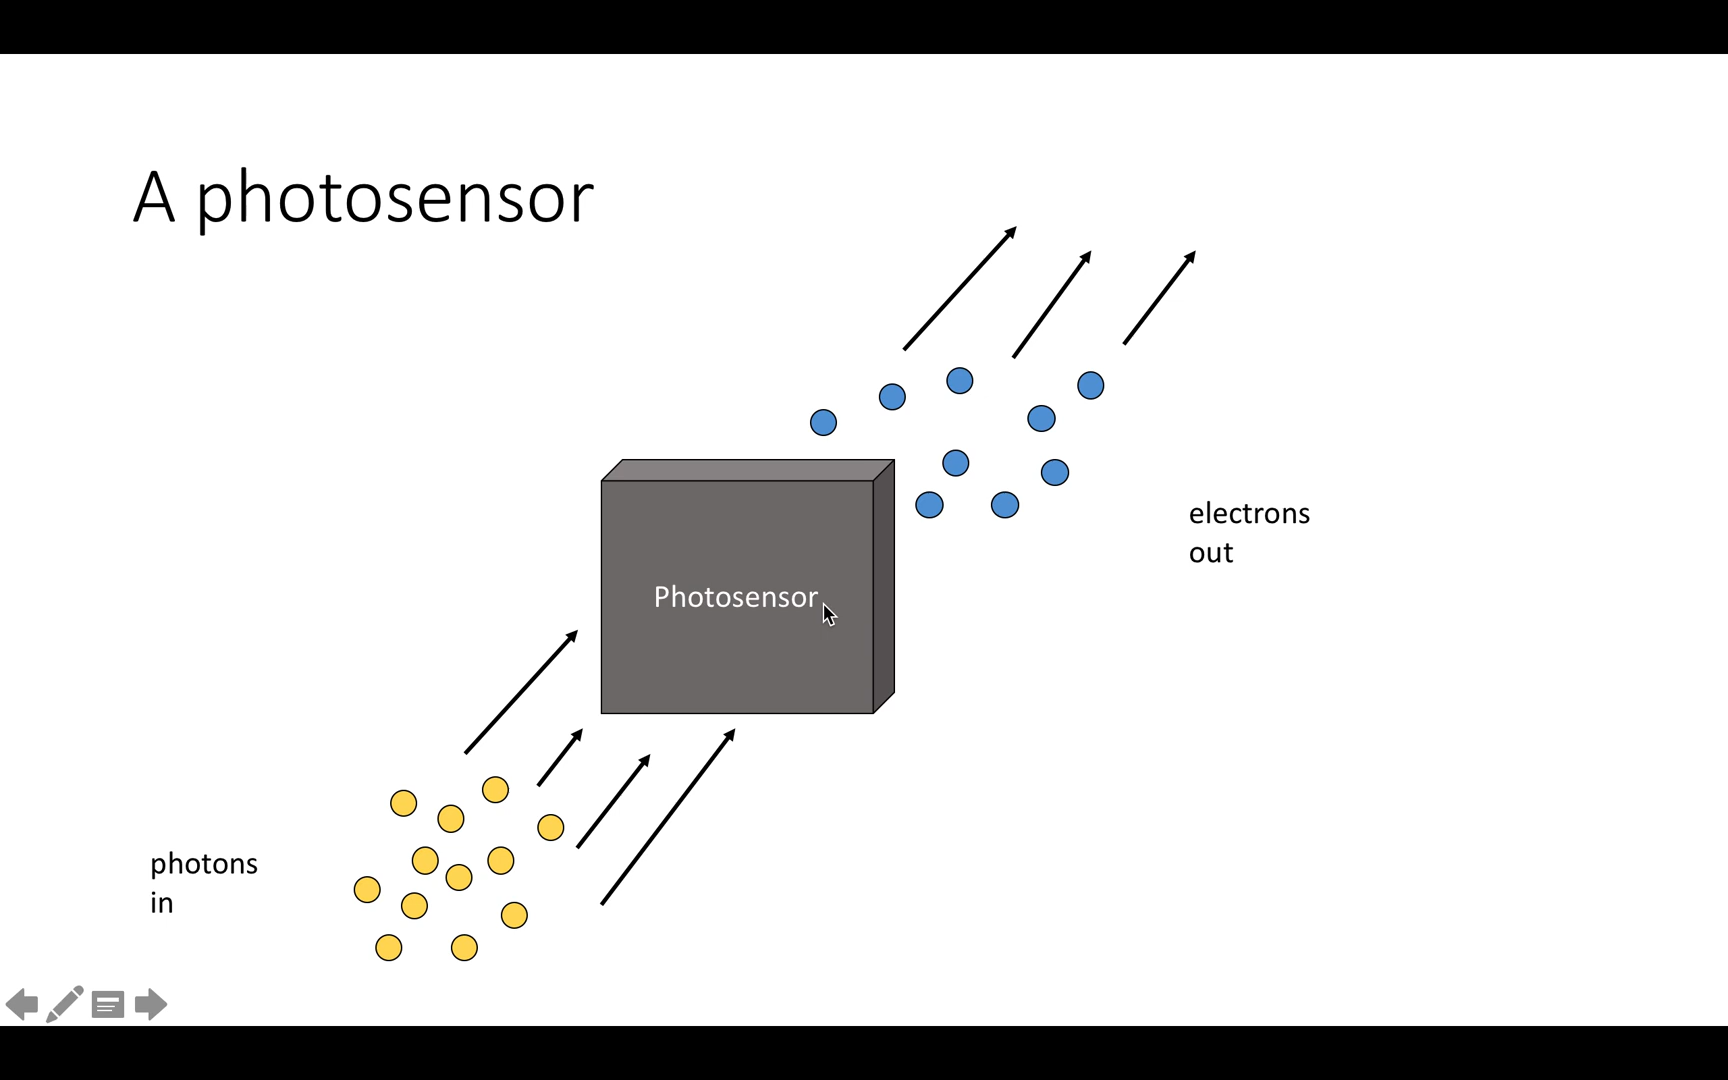 A photosensor
electrons
out
Photosensor
photons
in